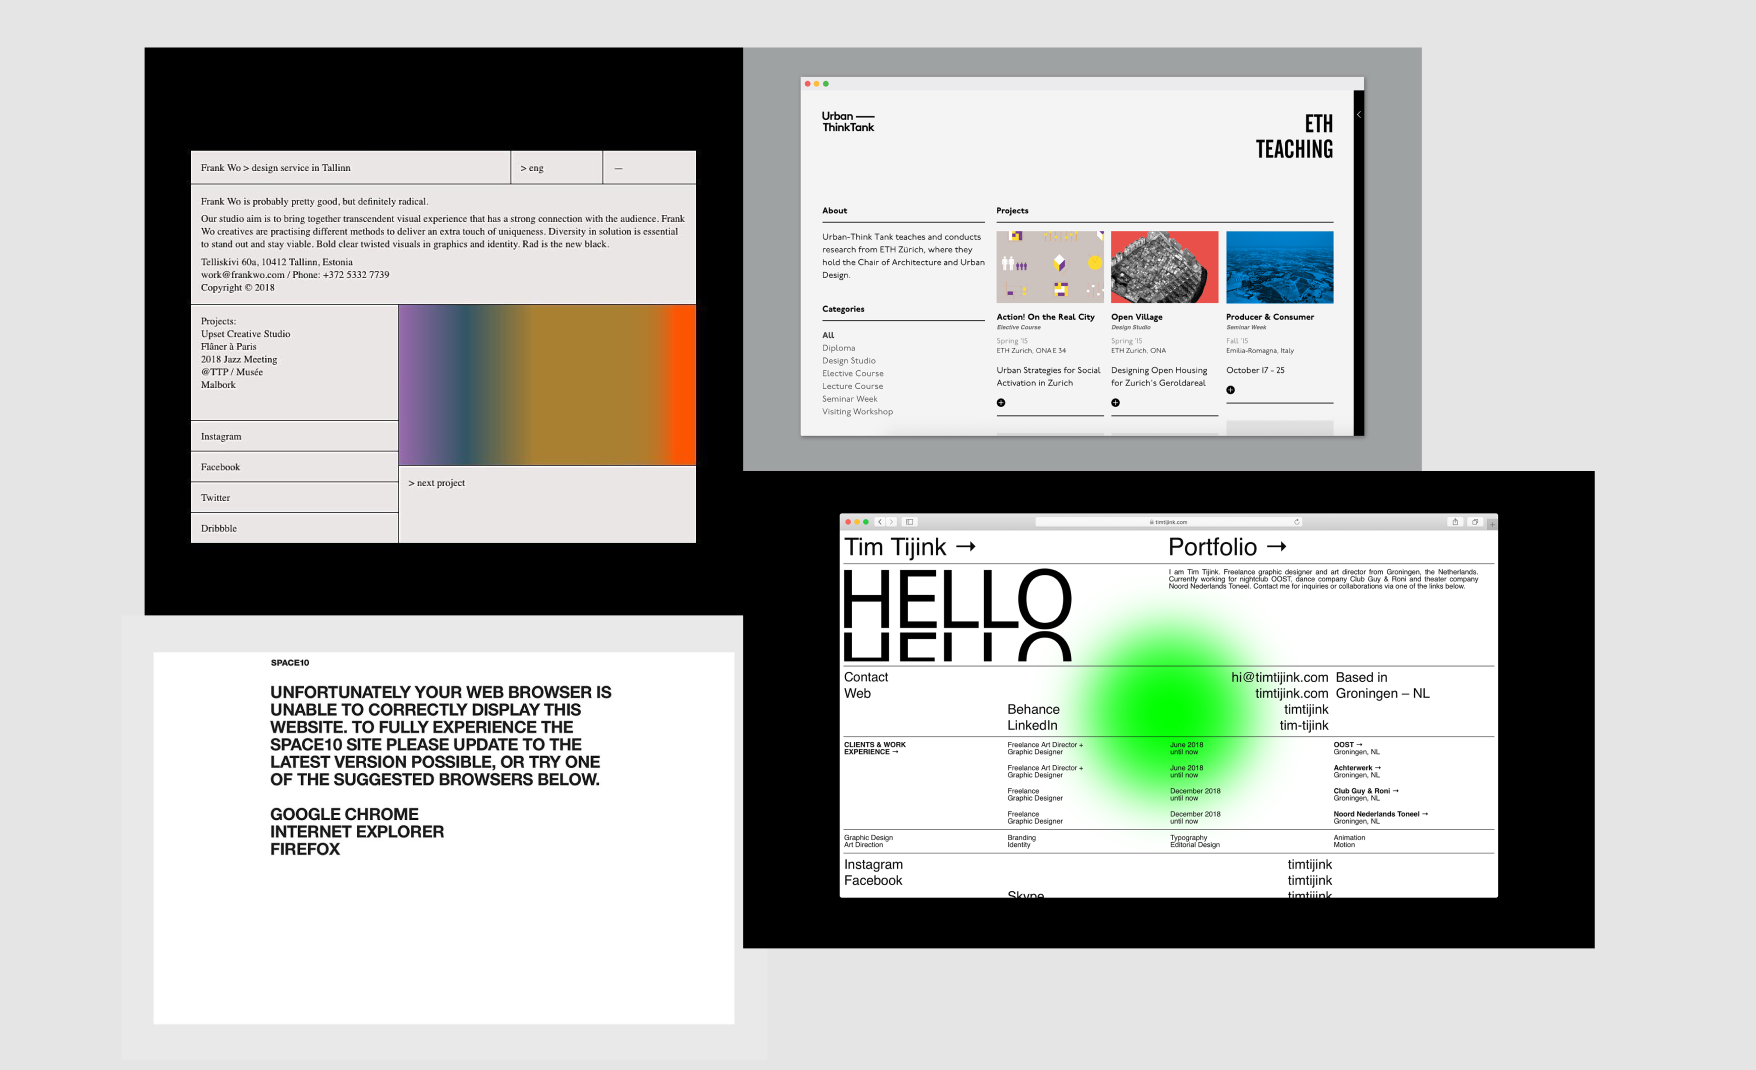 Frank Wo > design service in Tallinn
> eng
—
Frank Wo is probably pretty good, but definitely radical.
Our studio aim is to bring together transcendent visual experience that has a strong connection with the audience. Frank
Wo creatives are practising different methods to deliver an extra touch of uniqueness. Diversity in solution is essential
to stand out and stay viable. Bold clear twisted visuals in graphics and identity. Rad is the new black.
Telliskivi 60a, 10412 Tallinn, Estonia
work@frankwo.com / Phone: +372 5332 7739
Copyright © 2018
Projects:
Upset Creative Studio
Flâner à Paris
2018 Jazz Meeting
@TTP / Musée
Malbork
Instagram
Facebook
Twitter
Dribbble
> next project
Urban —
ThinkTank
ETH
TEACHING
About
Urban-Think Tank teaches and conducts
research from ETH Zürich, where they
hold the Chair of Architecture and Urban
Design.
Categories
All
Diploma
Design Studio
Elective Course
Lecture Course
Seminar Week
Visiting Workshop
Projects
Action! On the Real City
Elective Course
Spring '15
ETH Zurich, ONA E 34
Urban Strategies for Social
Activation in Zurich
Open Village
Design Studio
Spring '15
ETH Zurich, ONA
Designing Open Housing
for Zurich's Geroldareal
Producer & Consumer
Seminar Week
Fall '15
Emilia-Romagna, Italy
October 17 - 25
SPACE10
UNFORTUNATELY YOUR WEB BROWSER IS
UNABLE TO CORRECTLY DISPLAY THIS
WEBSITE. TO FULLY EXPERIENCE THE
SPACE10 SITE PLEASE UPDATE TO THE
LATEST VERSION POSSIBLE, OR TRY ONE
OF THE SUGGESTED BROWSERS BELOW.
GOOGLE CHROME
INTERNET EXPLORER
FIREFOX
timtijink.com
Tim Tijink →
Portfolio →
HELLO
HELLO
I am Tim Tijink. Freelance graphic designer and art director from Groningen, the Netherlands.
Currently working for nightclub OOST, dance company Club Guy & Roni and theater company
Noord Nederlands Toneel. Contact me for inquiries or collaborations via one of the links below.
Contact hi@timtijink.com Based in
Web timtijink.com Groningen – NL
Behance timtijink
LinkedIn tim-tijink
CLIENTS & WORK
EXPERIENCE →
Freelance Art Director +
Graphic Designer
June 2018
until now
OOST →
Groningen, NL
Freelance Art Director +
Graphic Designer
June 2018
until now
Achterwerk →
Groningen, NL
Freelance
Graphic Designer
December 2018
until now
Club Guy & Roni →
Groningen, NL
Freelance
Graphic Designer
December 2018
until now
Noord Nederlands Toneel →
Groningen, NL
Graphic Design
Art Direction
Branding
Identity
Typography
Editorial Design
Animation
Motion
Instagram timtijink
Facebook timtijink
Skype timtijink